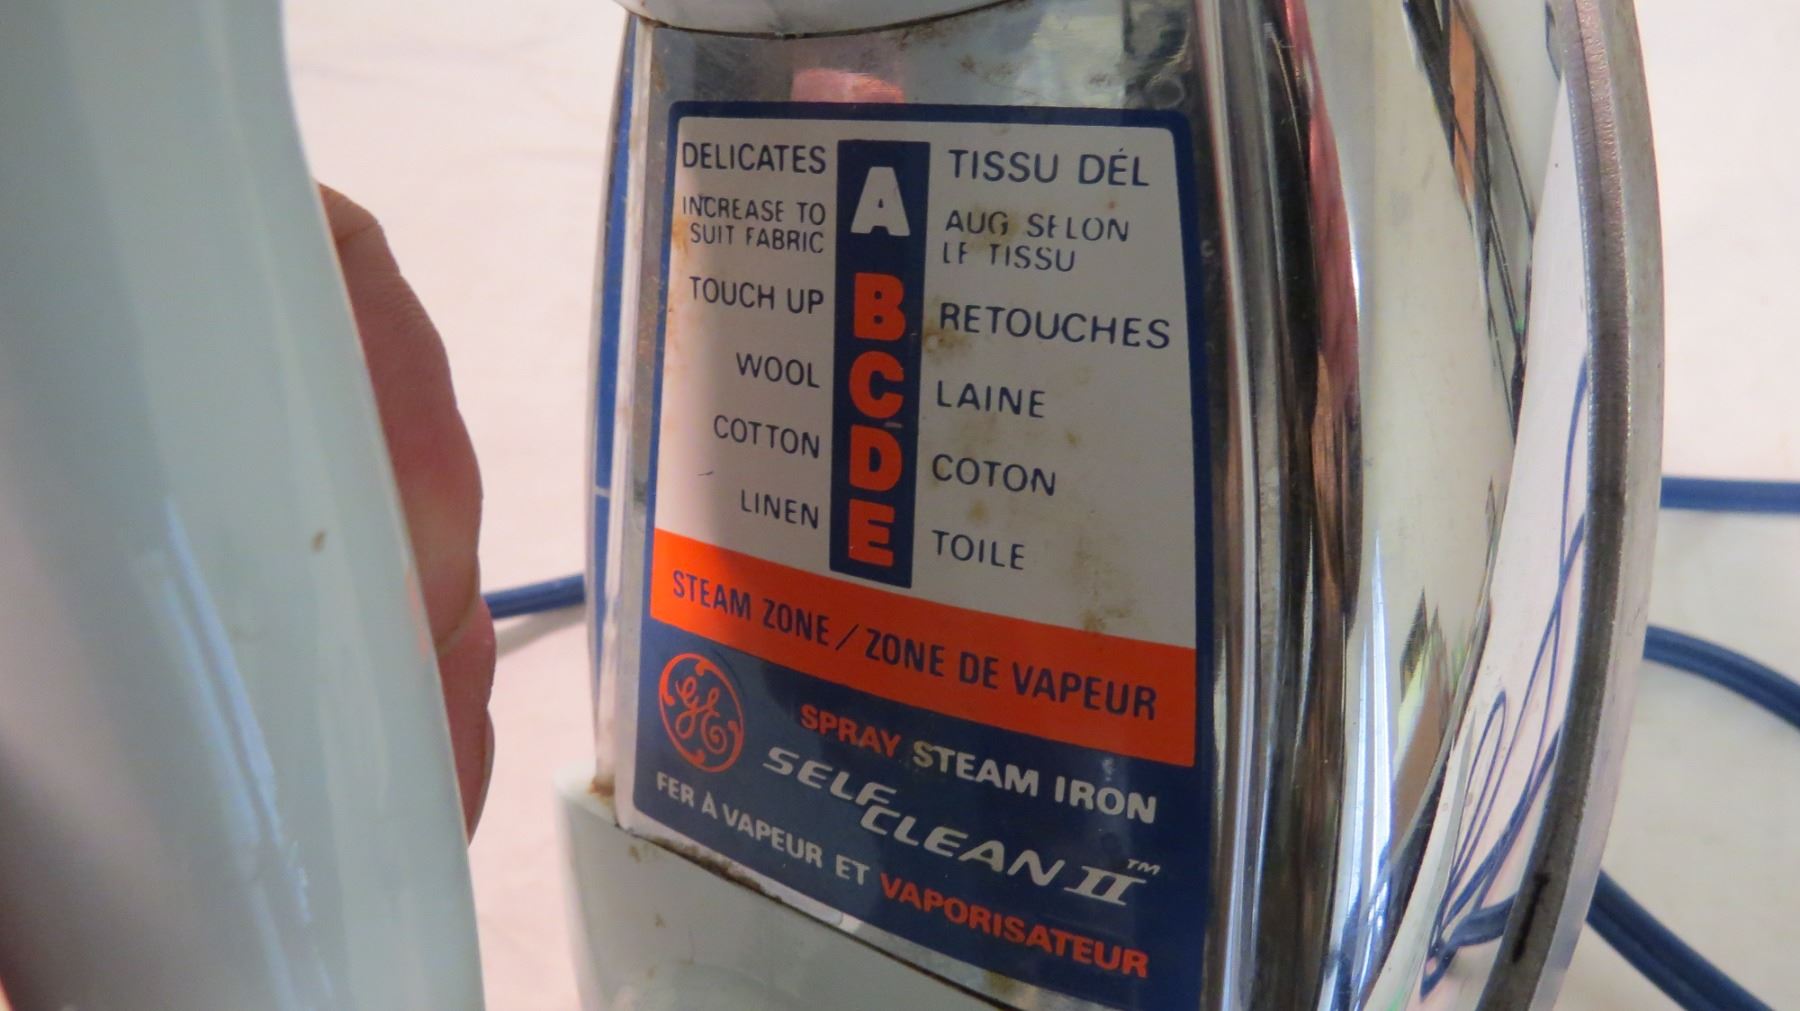 DELICATES A TISSU DÉL
INCREASE TO AUG SELON
SUIT FABRIC LE TISSU
TOUCH UP B RETOUCHES
WOOL C LAINE
COTTON D COTON
LINEN E TOILE
STEAM ZONE / ZONE DE VAPEUR
GE
SPRAY STEAM IRON
SELF CLEAN II™
FER À VAPEUR ET VAPORISATEUR